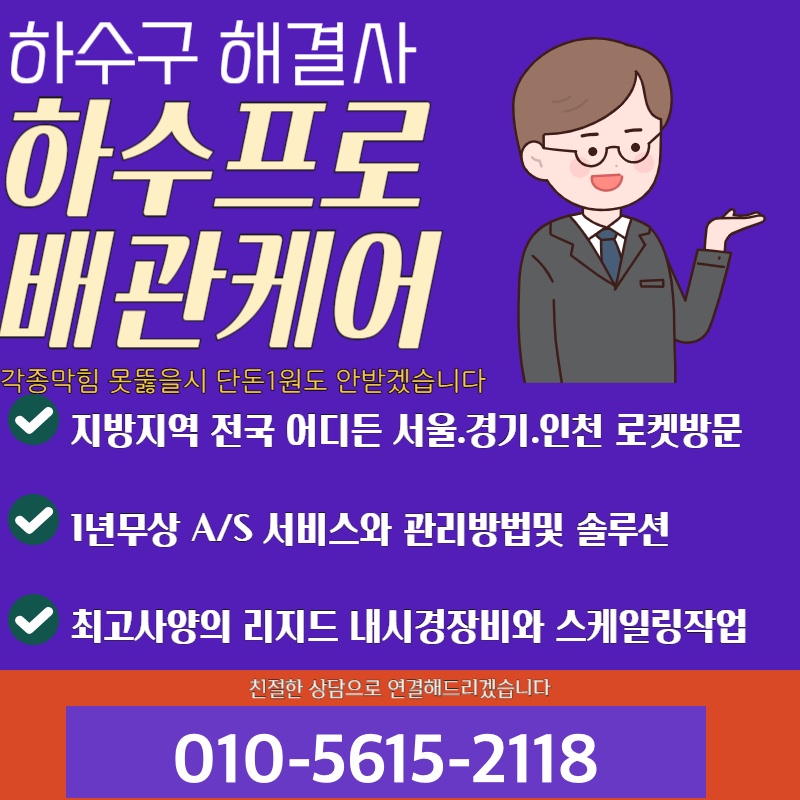 하수구 해결사
하수프로
배관케어
각종막힘 못뚫을시 단돈1원도 안받겠습니다
지방지역 전국 어디든 서울.경기.인천 로켓방문
1년무상 A/S 서비스와 관리방법및 솔루션
최고사양의 리지드 내시경장비와 스케일링작업
친절한 상담으로 연결해드리겠습니다
010-5615-2118